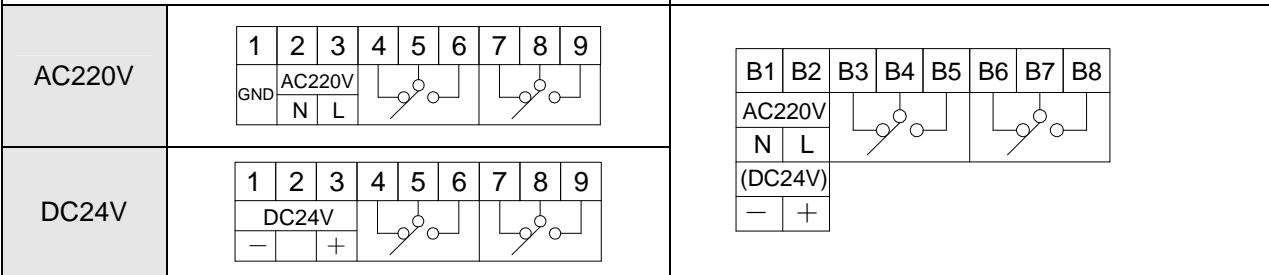 AC220V
1 2 3 4 5 6 7 8 9
GND
AC220V
N L
DC24V
1 2 3 4 5 6 7 8 9
DC24V
— +
B1 B2 B3 B4 B5 B6 B7 B8
AC220V
N L
(DC24V)
— +